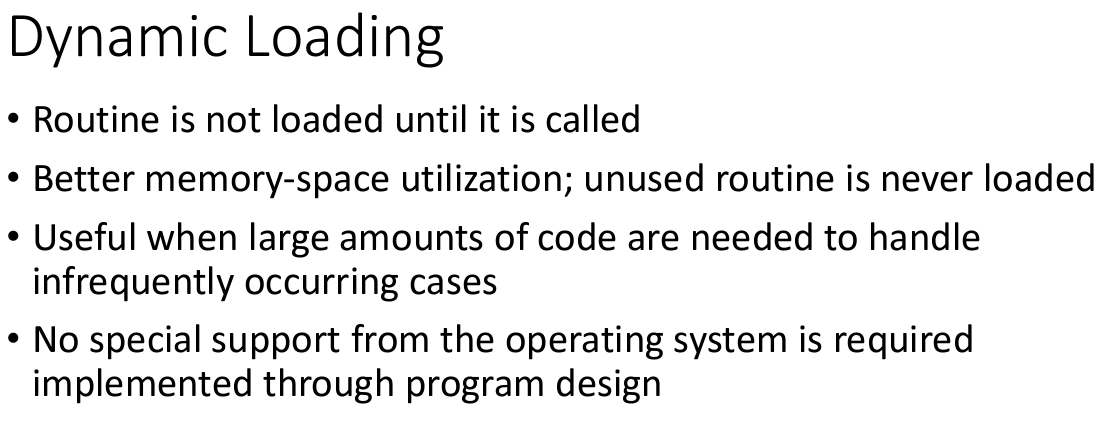 Dynamic Loading
• Routine is not loaded until it is called
• Better memory-space utilization; unused routine is never loaded
• Useful when large amounts of code are needed to handle
infrequently occurring cases
• No special support from the operating system is required
implemented through program design